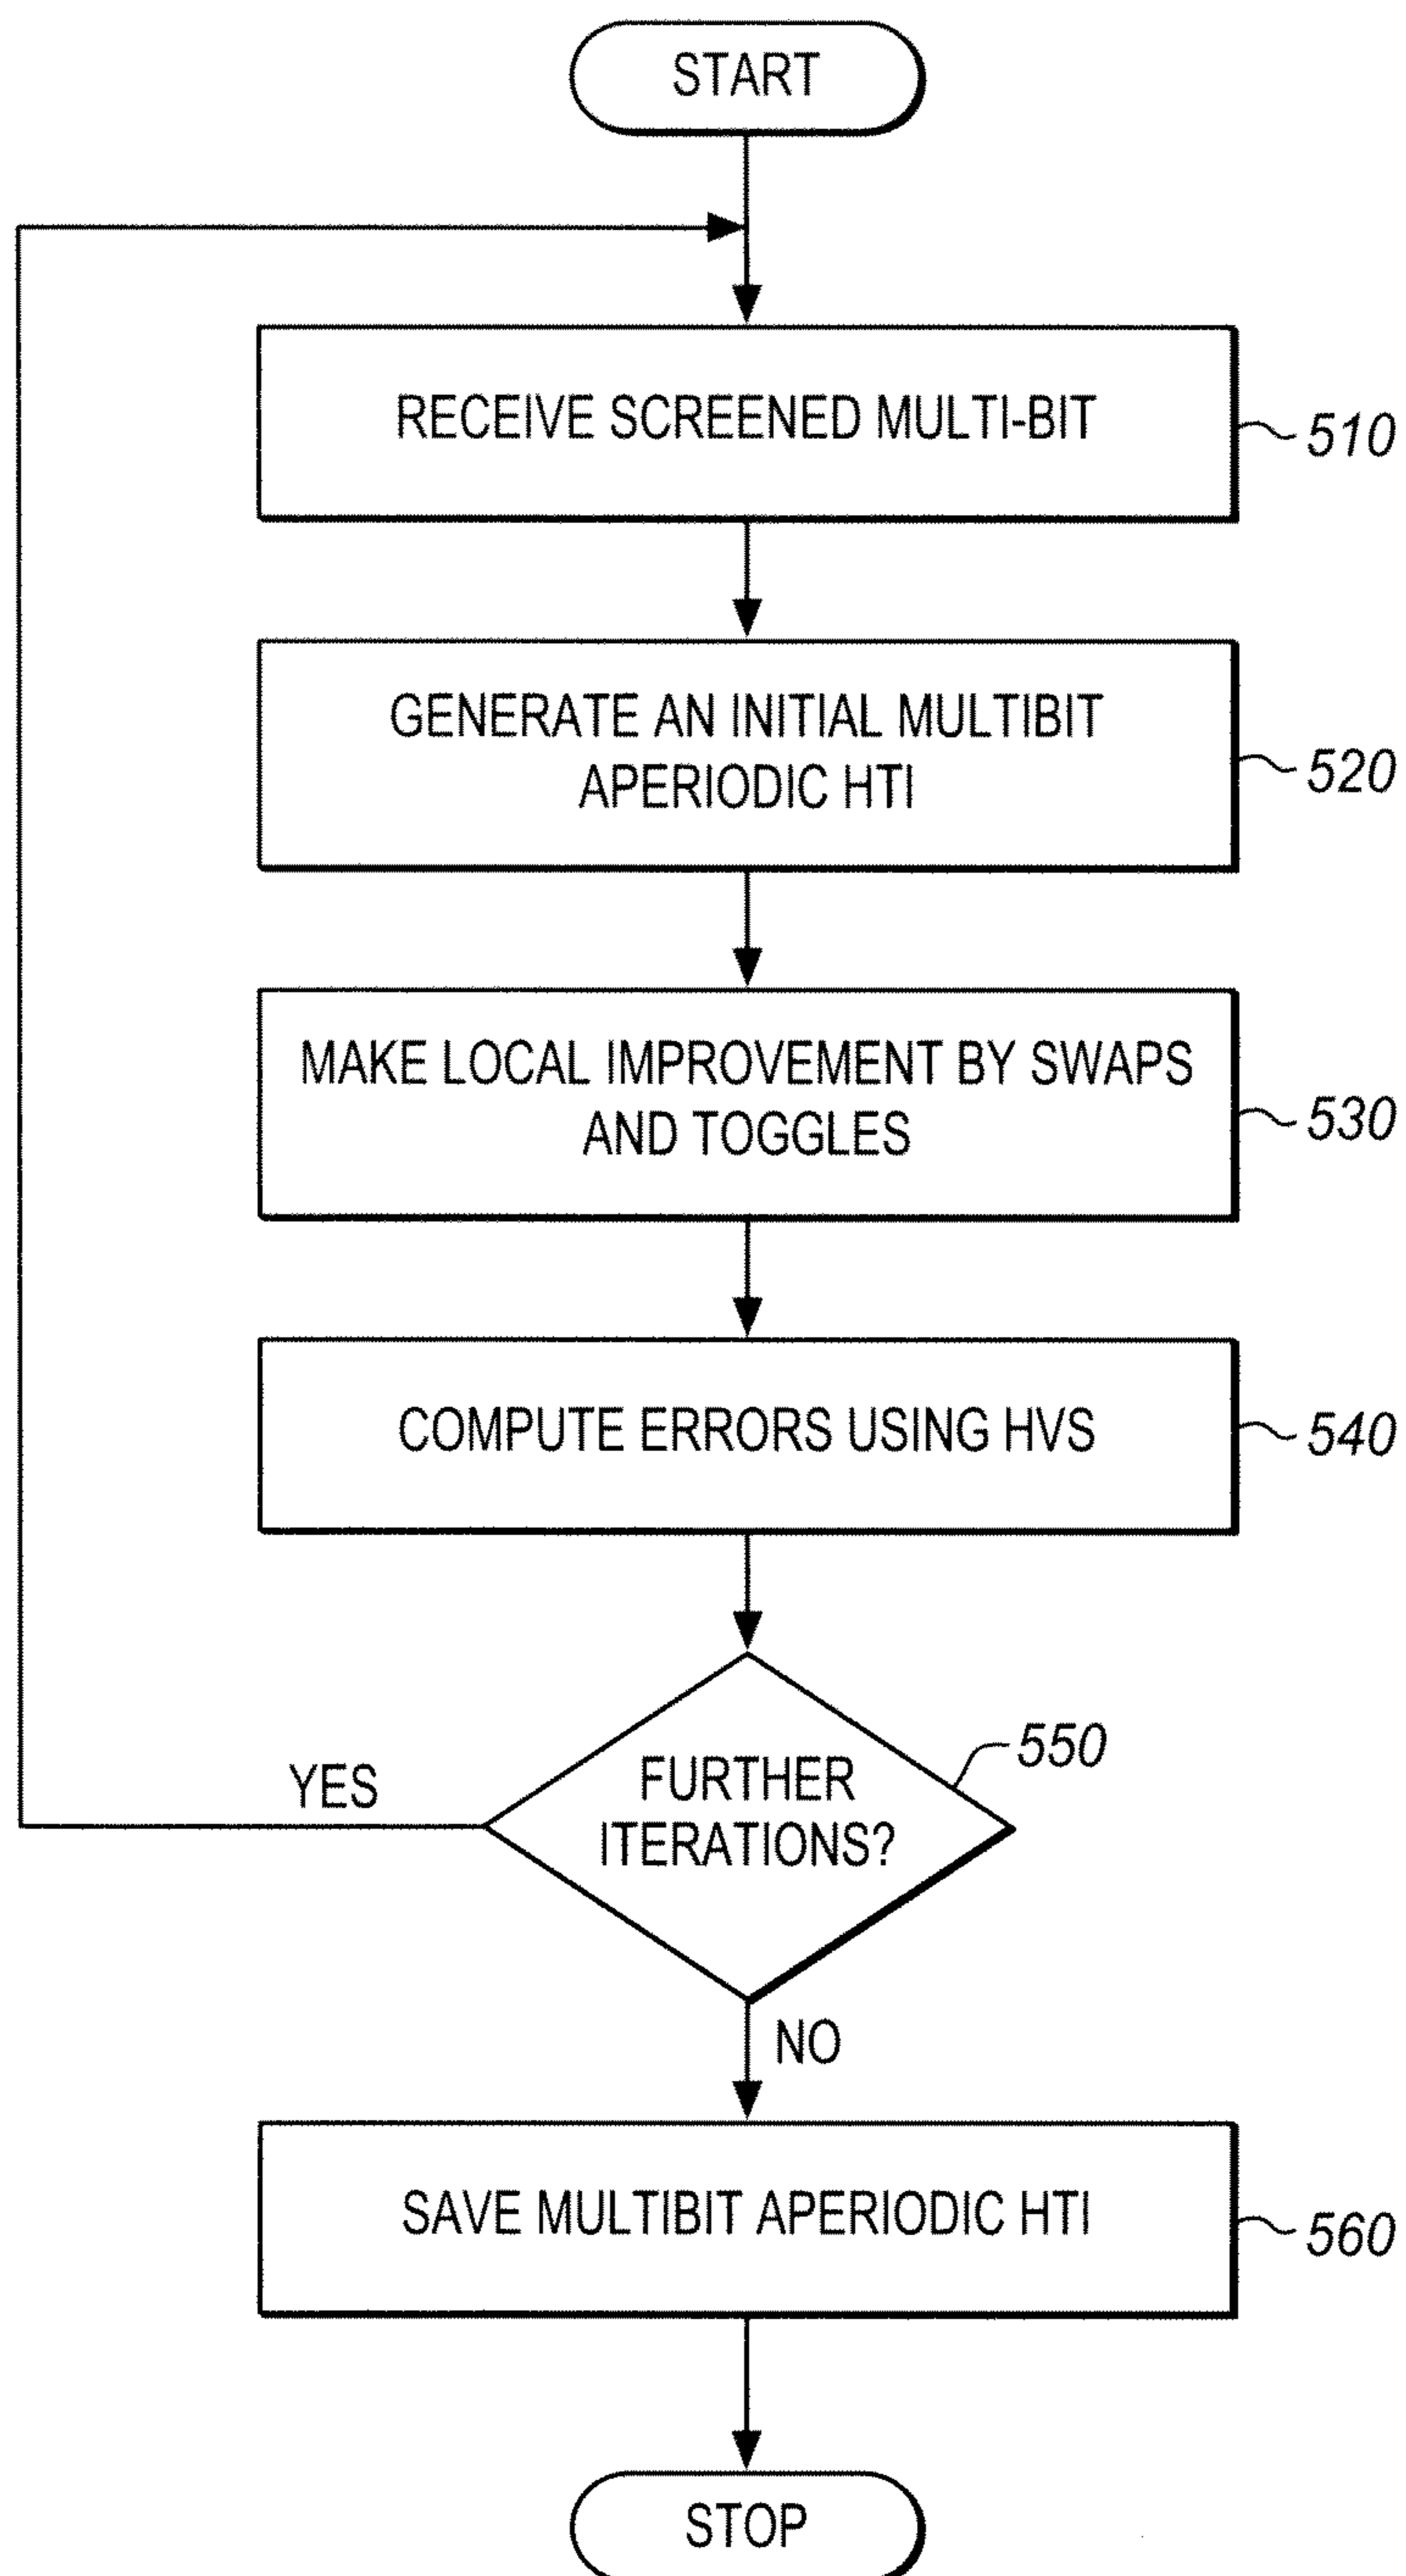 START
RECEIVE SCREENED MULTI-BIT
510
GENERATE AN INITIAL MULTIBIT
APERIODIC HTI
520
MAKE LOCAL IMPROVEMENT BY SWAPS
AND TOGGLES
530
COMPUTE ERRORS USING HVS
540
550
FURTHER
ITERATIONS?
YES
NO
SAVE MULTIBIT APERIODIC HTI
560
STOP